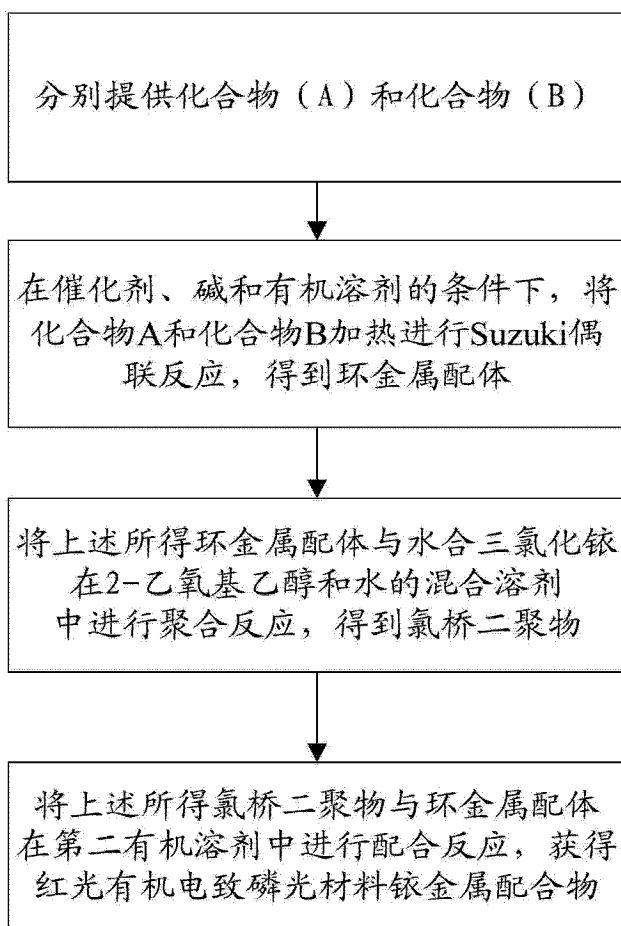 分别提供化合物（A）和化合物（B）
在催化剂、碱和有机溶剂的条件下，将
化合物A和化合物B加热进行Suzuki偶
联反应，得到环金属配体
将上述所得环金属配体与水合三氯化铱
在2-乙氧基乙醇和水的混合溶剂
中进行聚合反应，得到氯桥二聚物
将上述所得氯桥二聚物与环金属配体
在第二有机溶剂中进行配合反应，获得
红光有机电致磷光材料铱金属配合物